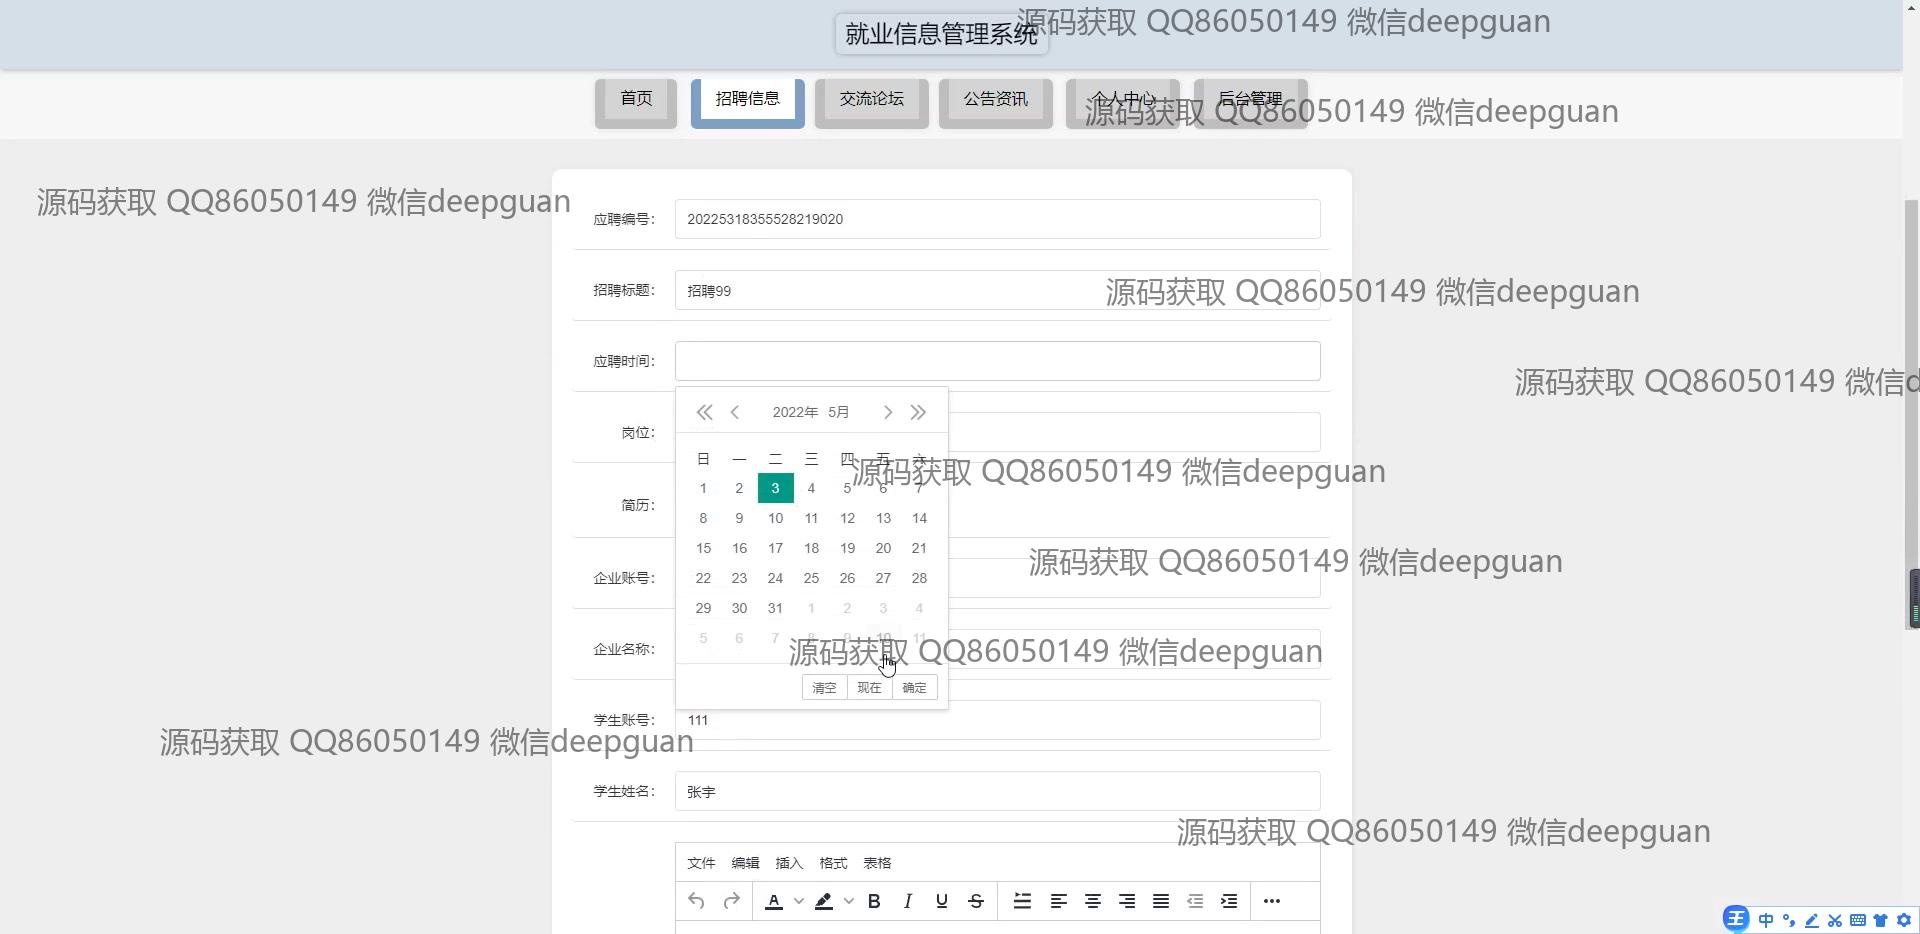 就业信息管理系统
源码获取 QQ86050149 微信deepguan
首页 招聘信息 交流论坛 公告资讯 个人中心 后台管理
源码获取 QQ86050149 微信deepguan
源码获取 QQ86050149 微信deepguan
应聘编号： 20225318355528219020
招聘标题： 招聘99
源码获取 QQ86050149 微信deepguan
应聘时间：
源码获取 QQ86050149 微信d
2022年 5月
岗位：
日 一 二 三 四 五 六
源码获取 QQ86050149 微信deepguan
1 2 3 4 5 6 7
简历：
8 9 10 11 12 13 14
15 16 17 18 19 20 21
源码获取 QQ86050149 微信deepguan
企业账号：
22 23 24 25 26 27 28
29 30 31 1 2 3 4
5 6 7 8 9 10 11
企业名称：
源码获取 QQ86050149 微信deepguan
清空 现在 确定
学生账号： 111
源码获取 QQ86050149 微信deepguan
学生姓名： 张宇
源码获取 QQ86050149 微信deepguan
文件 编辑 插入 格式 表格
A B I U S
王 中